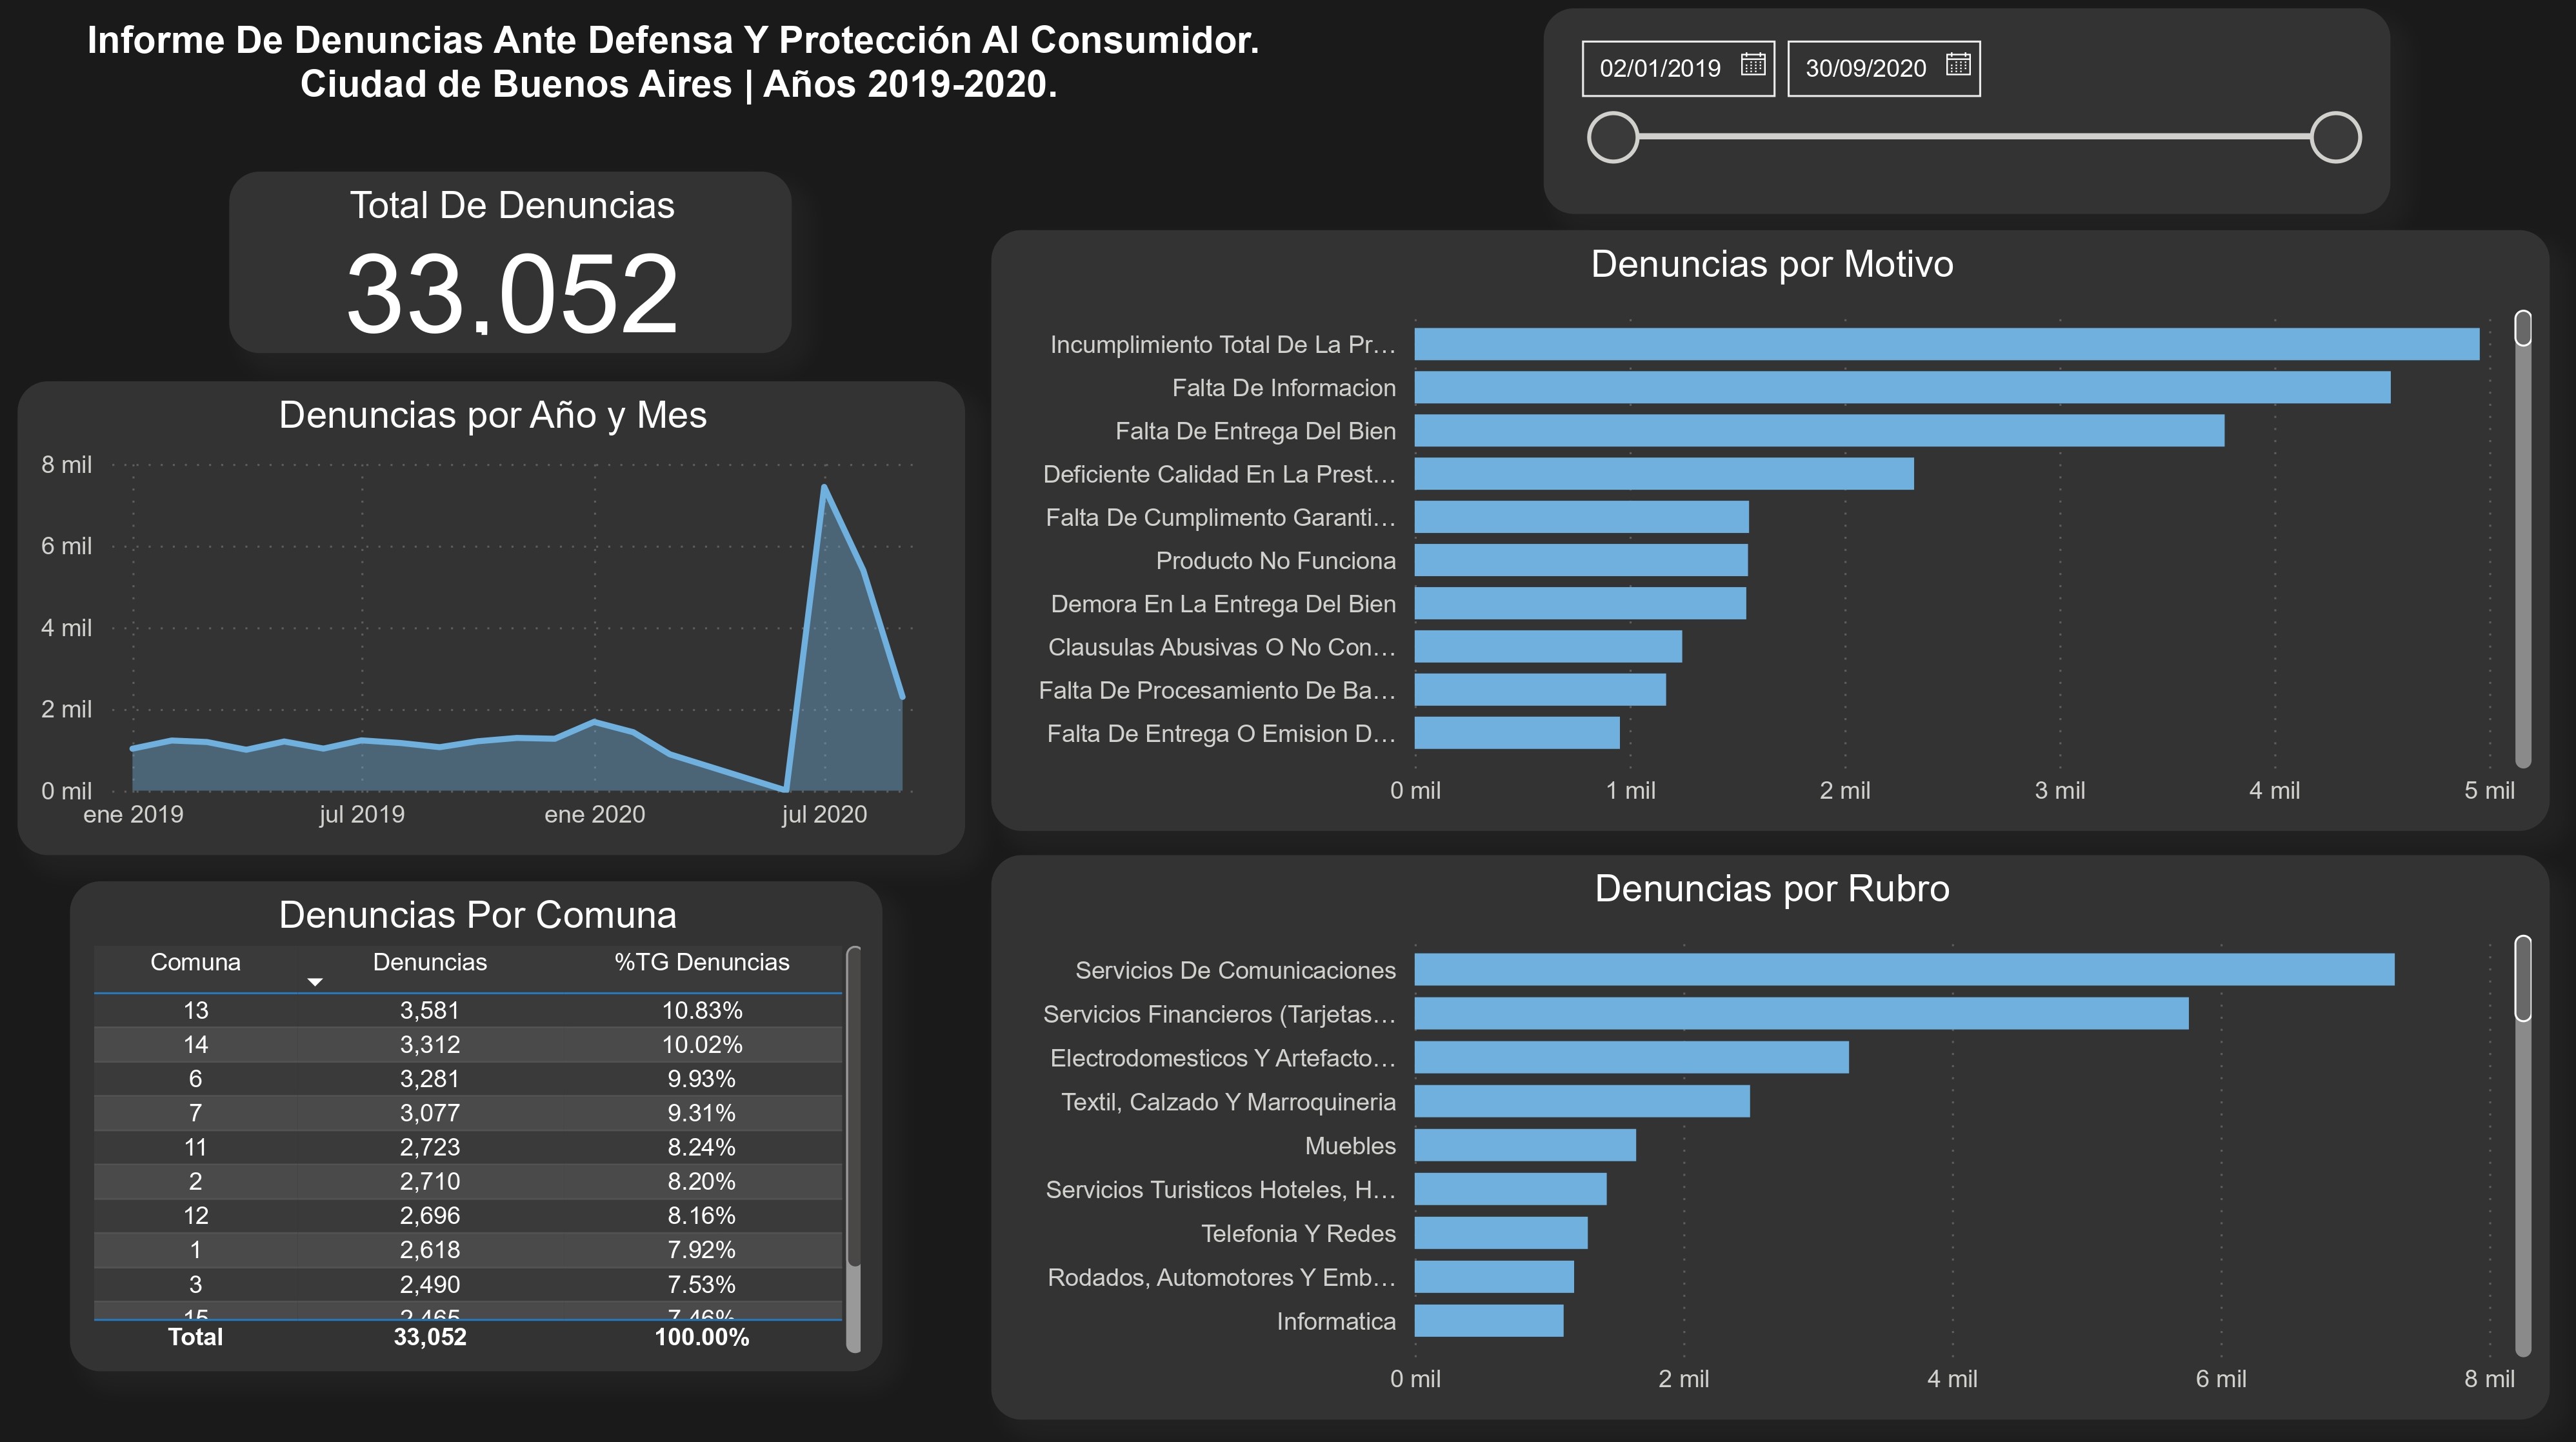 Informe De Denuncias Ante Defensa Y Protección Al Consumidor.
Ciudad de Buenos Aires | Años 2019-2020.
02/01/2019
30/09/2020
Total De Denuncias
33.052
Denuncias por Año y Mes
8 mil
6 mil
4 mil
2 mil
0 mil
ene 2019
jul 2019
ene 2020
jul 2020
Denuncias Por Comuna
Comuna Denuncias %TG Denuncias
13 3,581 10.83%
14 3,312 10.02%
6 3,281 9.93%
7 3,077 9.31%
11 2,723 8.24%
2 2,710 8.20%
12 2,696 8.16%
1 2,618 7.92%
3 2,490 7.53%
15 2,465 7.46%
Total 33,052 100.00%
Denuncias por Motivo
Incumplimiento Total De La Pr…
Falta De Informacion
Falta De Entrega Del Bien
Deficiente Calidad En La Prest…
Falta De Cumplimento Garanti…
Producto No Funciona
Demora En La Entrega Del Bien
Clausulas Abusivas O No Con…
Falta De Procesamiento De Ba…
Falta De Entrega O Emision D…
0 mil
1 mil
2 mil
3 mil
4 mil
5 mil
Denuncias por Rubro
Servicios De Comunicaciones
Servicios Financieros (Tarjetas…
Electrodomesticos Y Artefacto…
Textil, Calzado Y Marroquineria
Muebles
Servicios Turisticos Hoteles, H…
Telefonia Y Redes
Rodados, Automotores Y Emb…
Informatica
0 mil
2 mil
4 mil
6 mil
8 mil